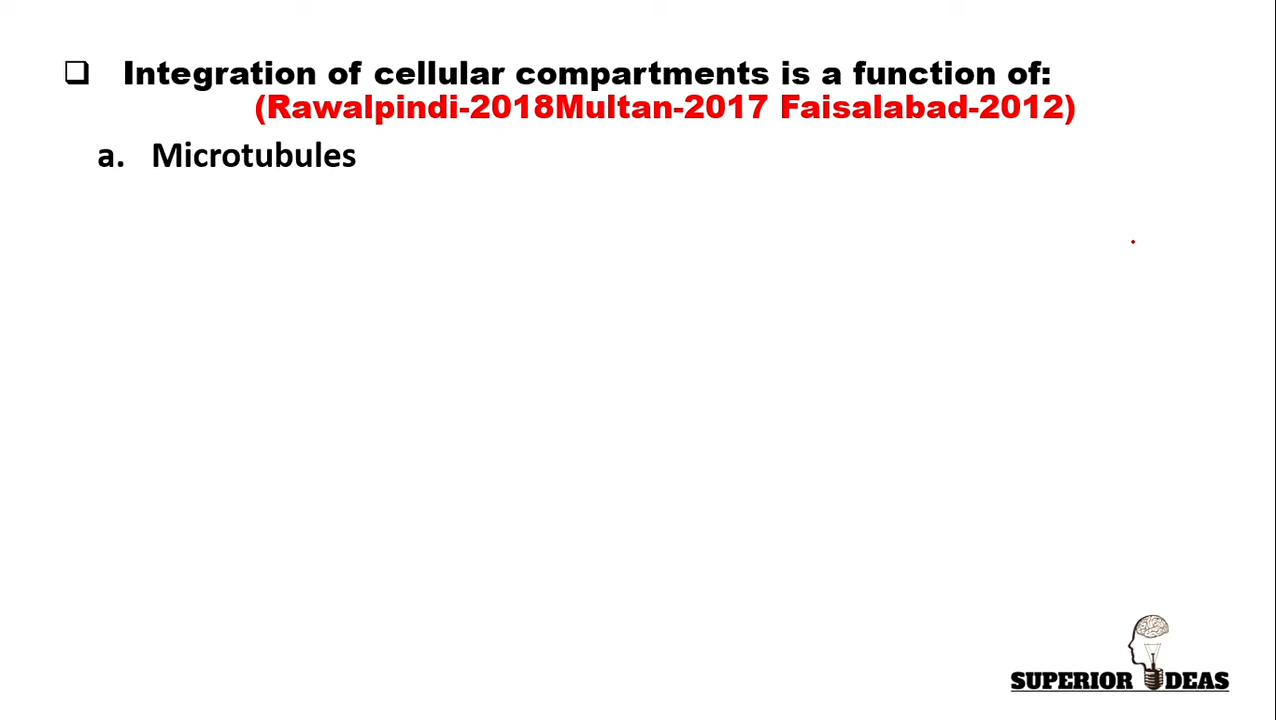 ❑ Integration of cellular compartments is a function of:
(Rawalpindi-2018Multan-2017 Faisalabad-2012)
a. Microtubules
SUPERIOR IDEAS